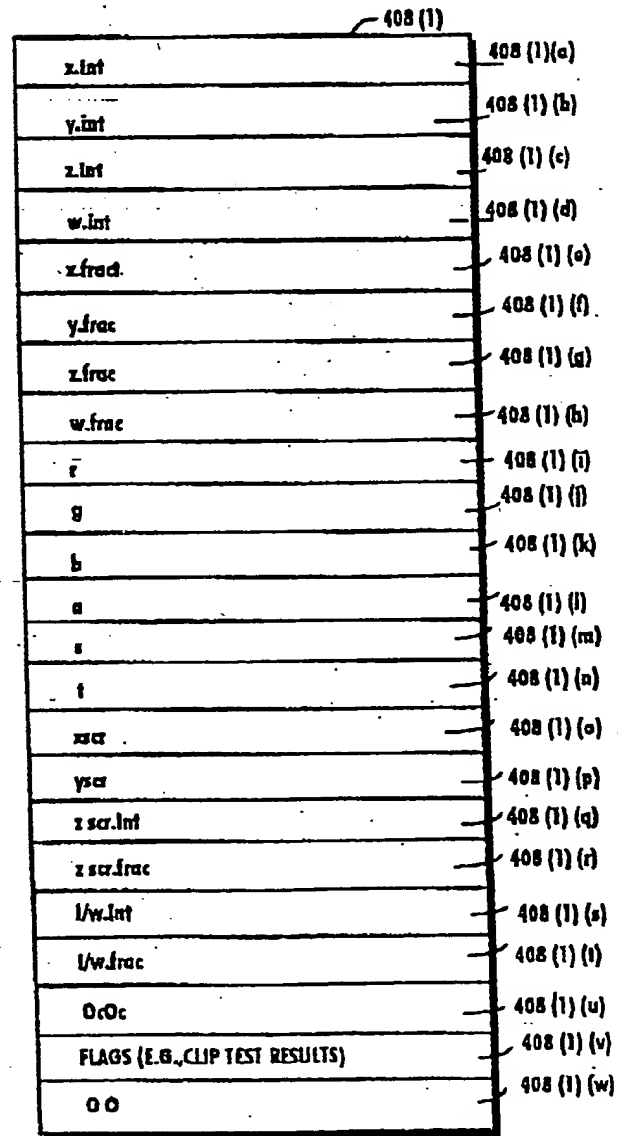 408 (1)
x.int 408 (1)(a)
y.int 408 (1) (b)
z.int 408 (1) (c)
w.int 408 (1) (d)
x.fract. 408 (1) (e)
y.frac 408 (1) (f)
z.frac 408 (1) (g)
w.frac 408 (1) (h)
r 408 (1) (i)
g 408 (1) (j)
b 408 (1) (k)
a 408 (1) (l)
s 408 (1) (m)
t 408 (1) (n)
xscr 408 (1) (o)
yscr 408 (1) (p)
z scr.int 408 (1) (q)
z scr.frac 408 (1) (r)
1/w.int 408 (1) (s)
1/w.frac 408 (1) (t)
OcOc 408 (1) (u)
FLAGS (E.G.,CLIP TEST RESULTS) 408 (1) (v)
O O 408 (1) (w)